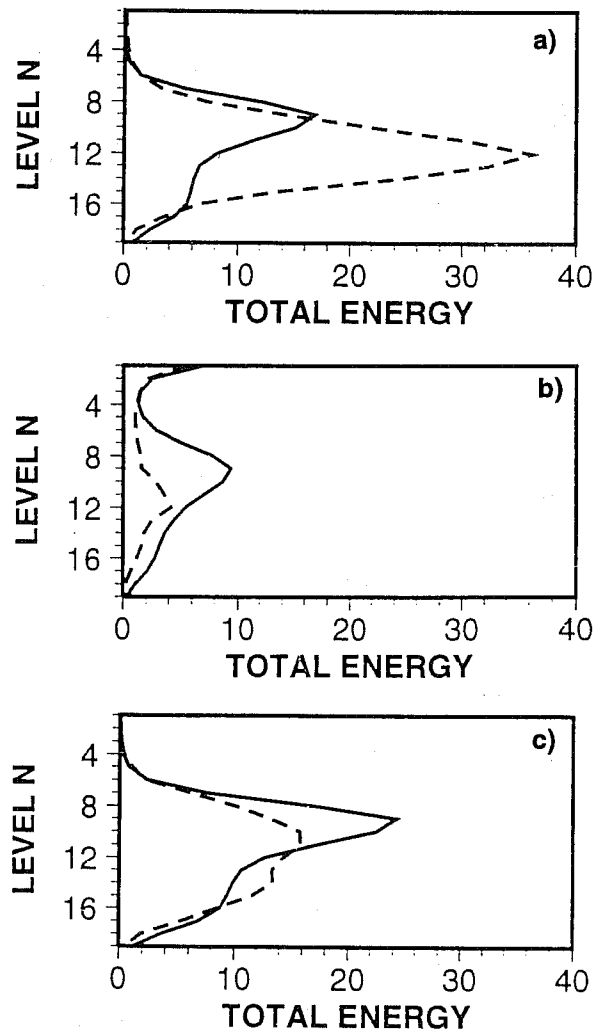 a)
LEVEL N
4
8
12
16
0 10 20 30 40
TOTAL ENERGY
b)
LEVEL N
4
8
12
16
0 10 20 30 40
TOTAL ENERGY
c)
LEVEL N
4
8
12
16
0 10 20 30 40
TOTAL ENERGY